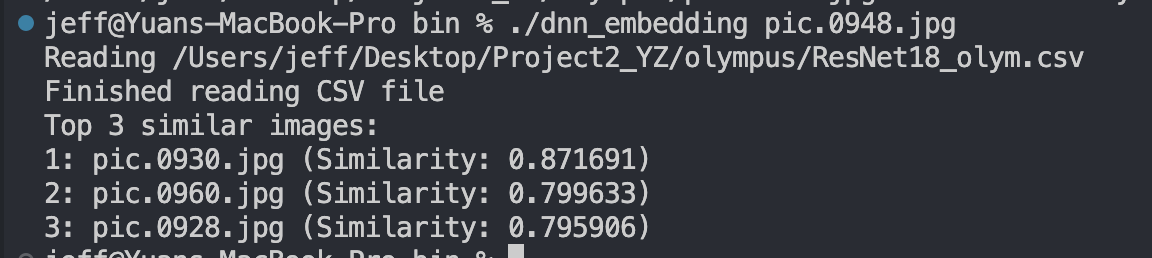 jeff@Yuans-MacBook-Pro bin % ./dnn_embedding pic.0948.jpg
Reading /Users/jeff/Desktop/Project2_YZ/olympus/ResNet18_olym.csv
Finished reading CSV file
Top 3 similar images:
1: pic.0930.jpg (Similarity: 0.871691)
2: pic.0960.jpg (Similarity: 0.799633)
3: pic.0928.jpg (Similarity: 0.795906)
jeff@Yuans-MacBook-Pro bin %